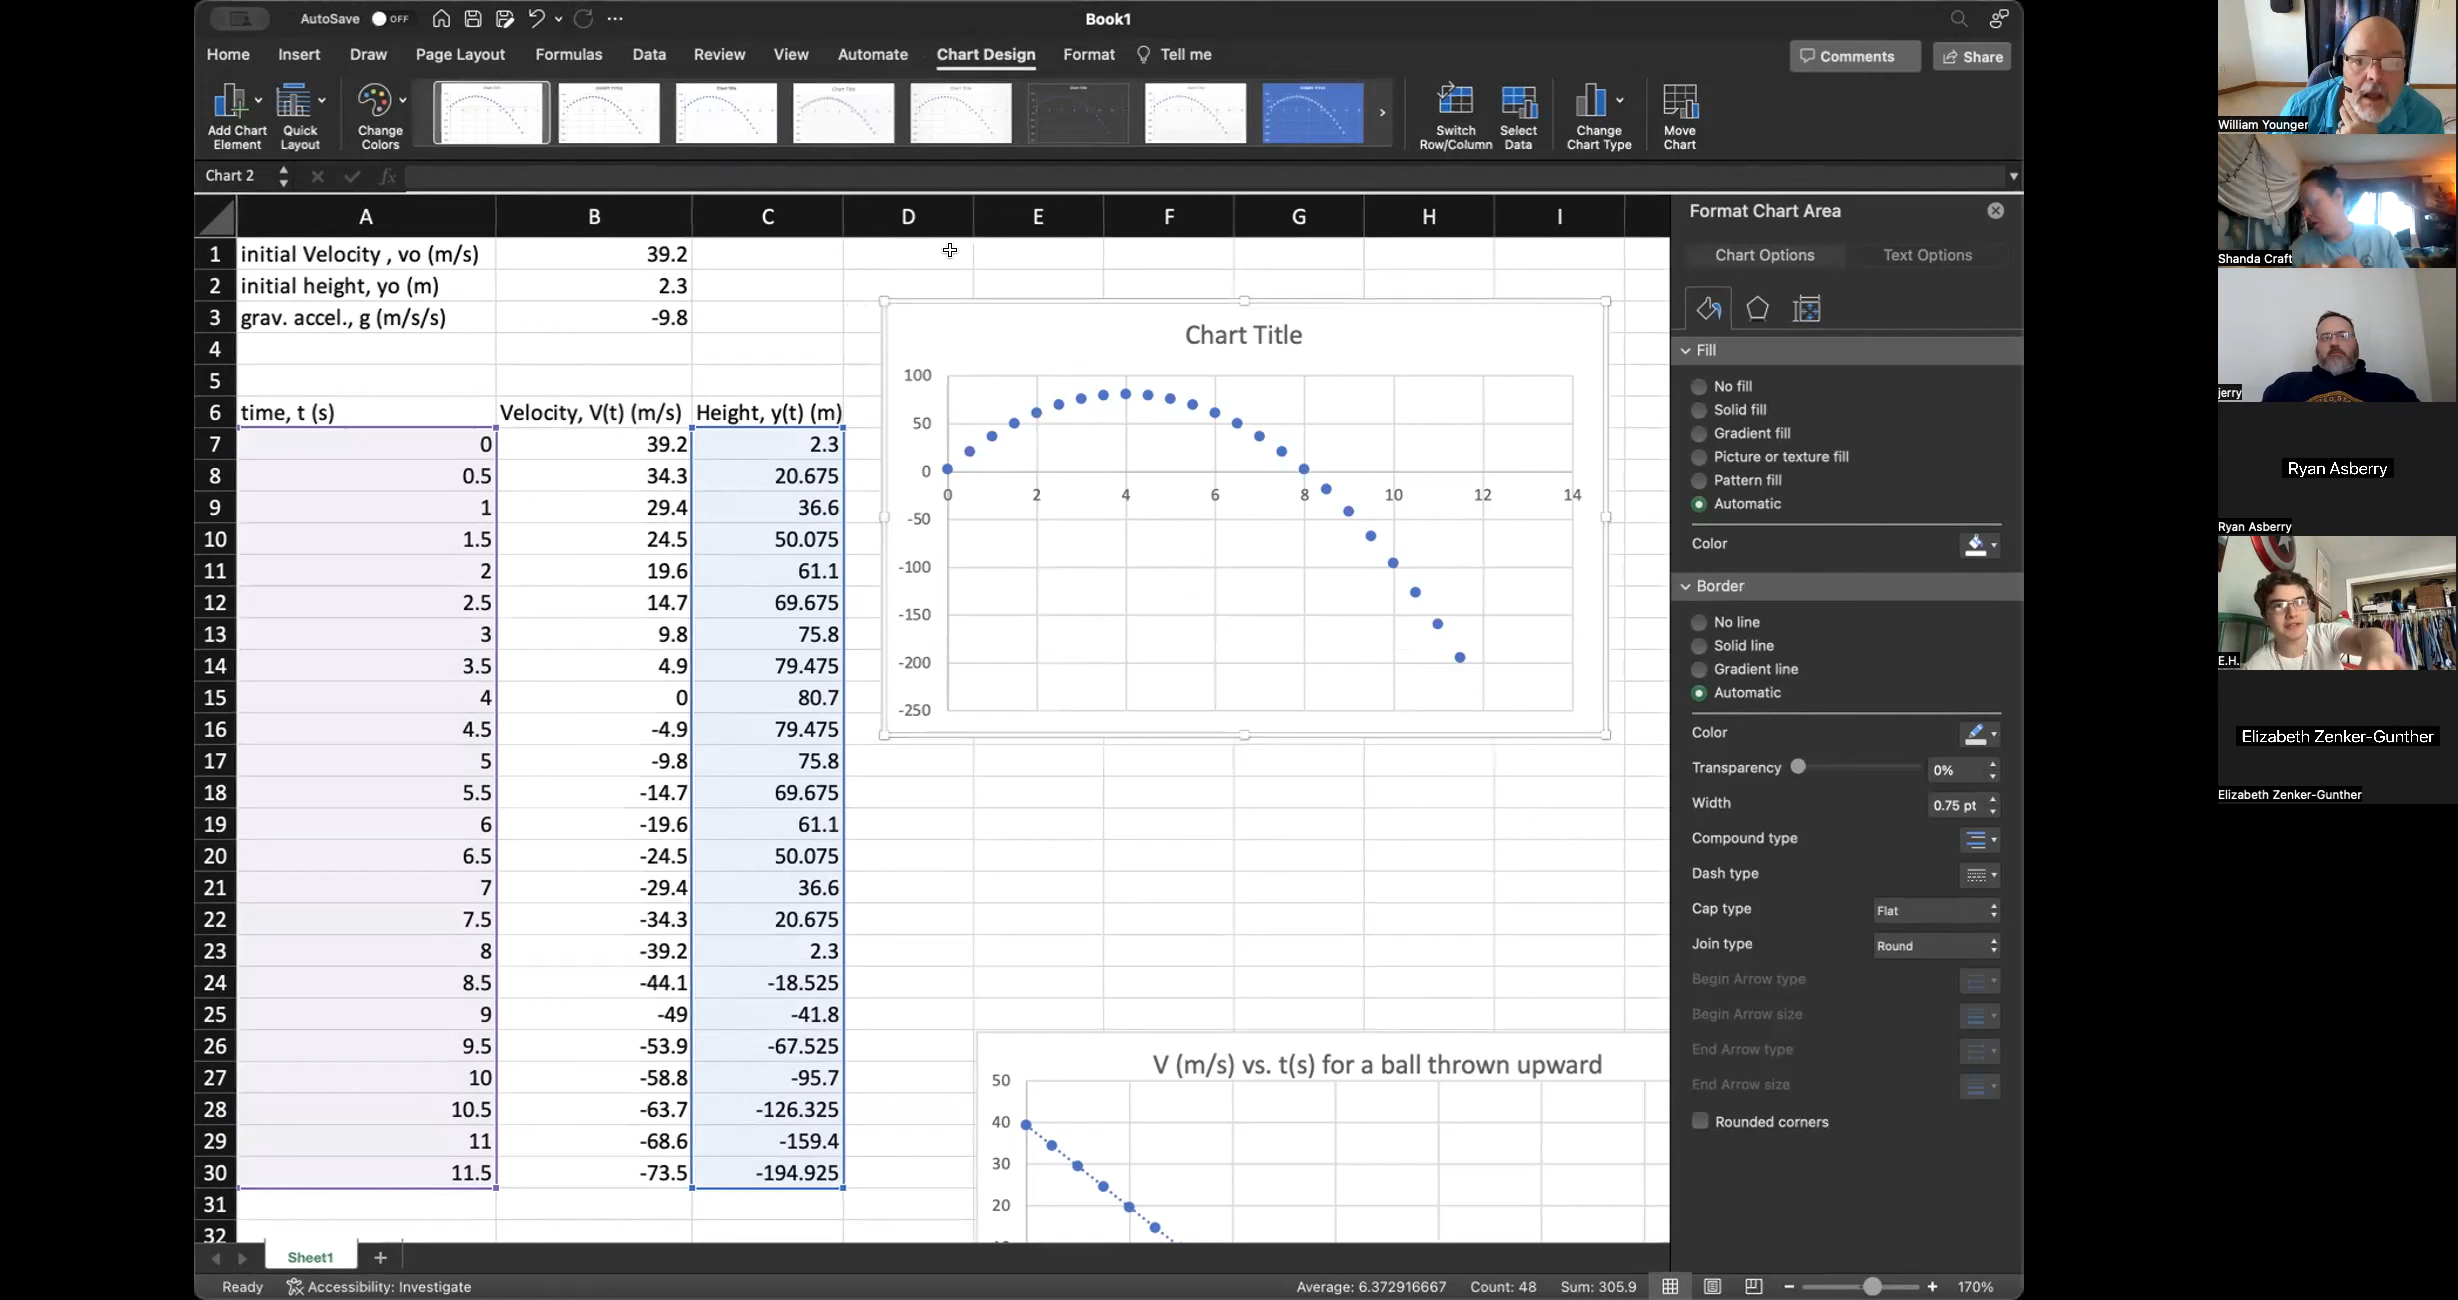 AutoSave OFF
Book1
Home Insert Draw Page Layout Formulas Data Review View Automate Chart Design Format Tell me
Comments Share
Add Chart Element
Quick Layout
Change Colors
Switch Row/Column
Select Data
Change Chart Type
Move Chart
Chart 2
fx
A B C D E F G H I
1 initial Velocity , vo (m/s) 39.2
2 initial height, yo (m) 2.3
3 grav. accel., g (m/s/s) -9.8
4
5
6 time, t (s) Velocity, V(t) (m/s) Height, y(t) (m)
7 0 39.2 2.3
8 0.5 34.3 20.675
9 1 29.4 36.6
10 1.5 24.5 50.075
11 2 19.6 61.1
12 2.5 14.7 69.675
13 3 9.8 75.8
14 3.5 4.9 79.475
15 4 0 80.7
16 4.5 -4.9 79.475
17 5 -9.8 75.8
18 5.5 -14.7 69.675
19 6 -19.6 61.1
20 6.5 -24.5 50.075
21 7 -29.4 36.6
22 7.5 -34.3 20.675
23 8 -39.2 2.3
24 8.5 -44.1 -18.525
25 9 -49 -41.8
26 9.5 -53.9 -67.525
27 10 -58.8 -95.7
28 10.5 -63.7 -126.325
29 11 -68.6 -159.4
30 11.5 -73.5 -194.925
31
32
Chart Title
100
50
0
0 2 4 6 8 10 12 14
-50
-100
-150
-200
-250
V (m/s) vs. t(s) for a ball thrown upward
50
40
30
20
Format Chart Area
Chart Options Text Options
Fill
No fill
Solid fill
Gradient fill
Picture or texture fill
Pattern fill
Automatic
Color
Border
No line
Solid line
Gradient line
Automatic
Color
Transparency 0%
Width 0.75 pt
Compound type
Dash type
Cap type Flat
Join type Round
Begin Arrow type
Begin Arrow size
End Arrow type
End Arrow size
Rounded corners
Sheet1
Ready Accessibility: Investigate
Average: 6.372916667 Count: 48 Sum: 305.9
170%
William Younger
Shanda Craft
jerry
Ryan Asberry
Ryan Asberry
E.H.
Elizabeth Zenker-Gunther
Elizabeth Zenker-Gunther